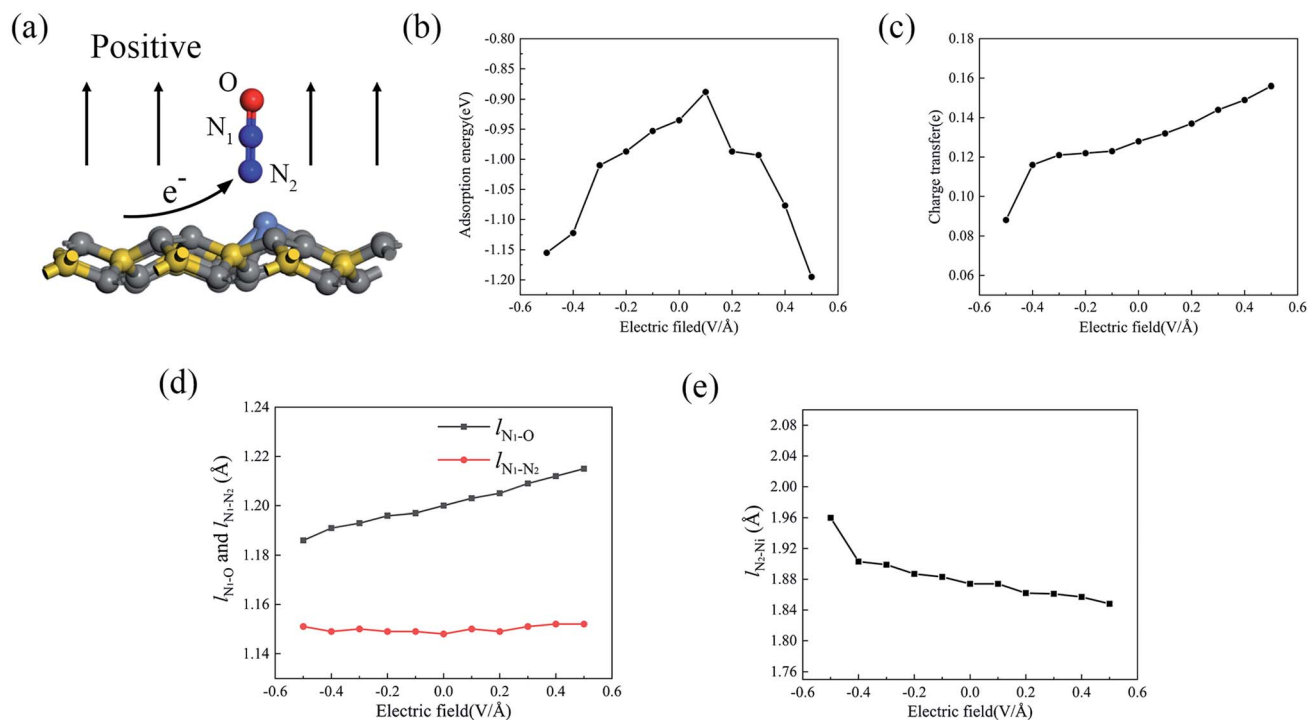 (a)
Positive
O
N₁
N₂
e⁻
(b)
-0.80
-0.85
-0.90
-0.95
-1.00
-1.05
-1.10
-1.15
-1.20
Adsorption energy(eV)
-0.6 -0.4 -0.2 0.0 0.2 0.4 0.6
Electric filed(V/Å)
(c)
0.16
0.14
0.12
0.10
0.08
0.06
Charge transfer(e)
-0.6 -0.4 -0.2 0.0 0.2 0.4 0.6
Electric field(V/Å)
(d)
1.24
1.22
1.20
1.18
1.16
1.14
l_N₁-O and l_N₁-N₂ (Å)
l_N₁-O
l_N₁-N₂
-0.6 -0.4 -0.2 0.0 0.2 0.4 0.6
Electric field(V/Å)
(e)
2.08
2.04
2.00
1.96
1.92
1.88
1.84
1.80
1.76
l_N₂-Ni (Å)
-0.6 -0.4 -0.2 0.0 0.2 0.4 0.6
Electric field(V/Å)